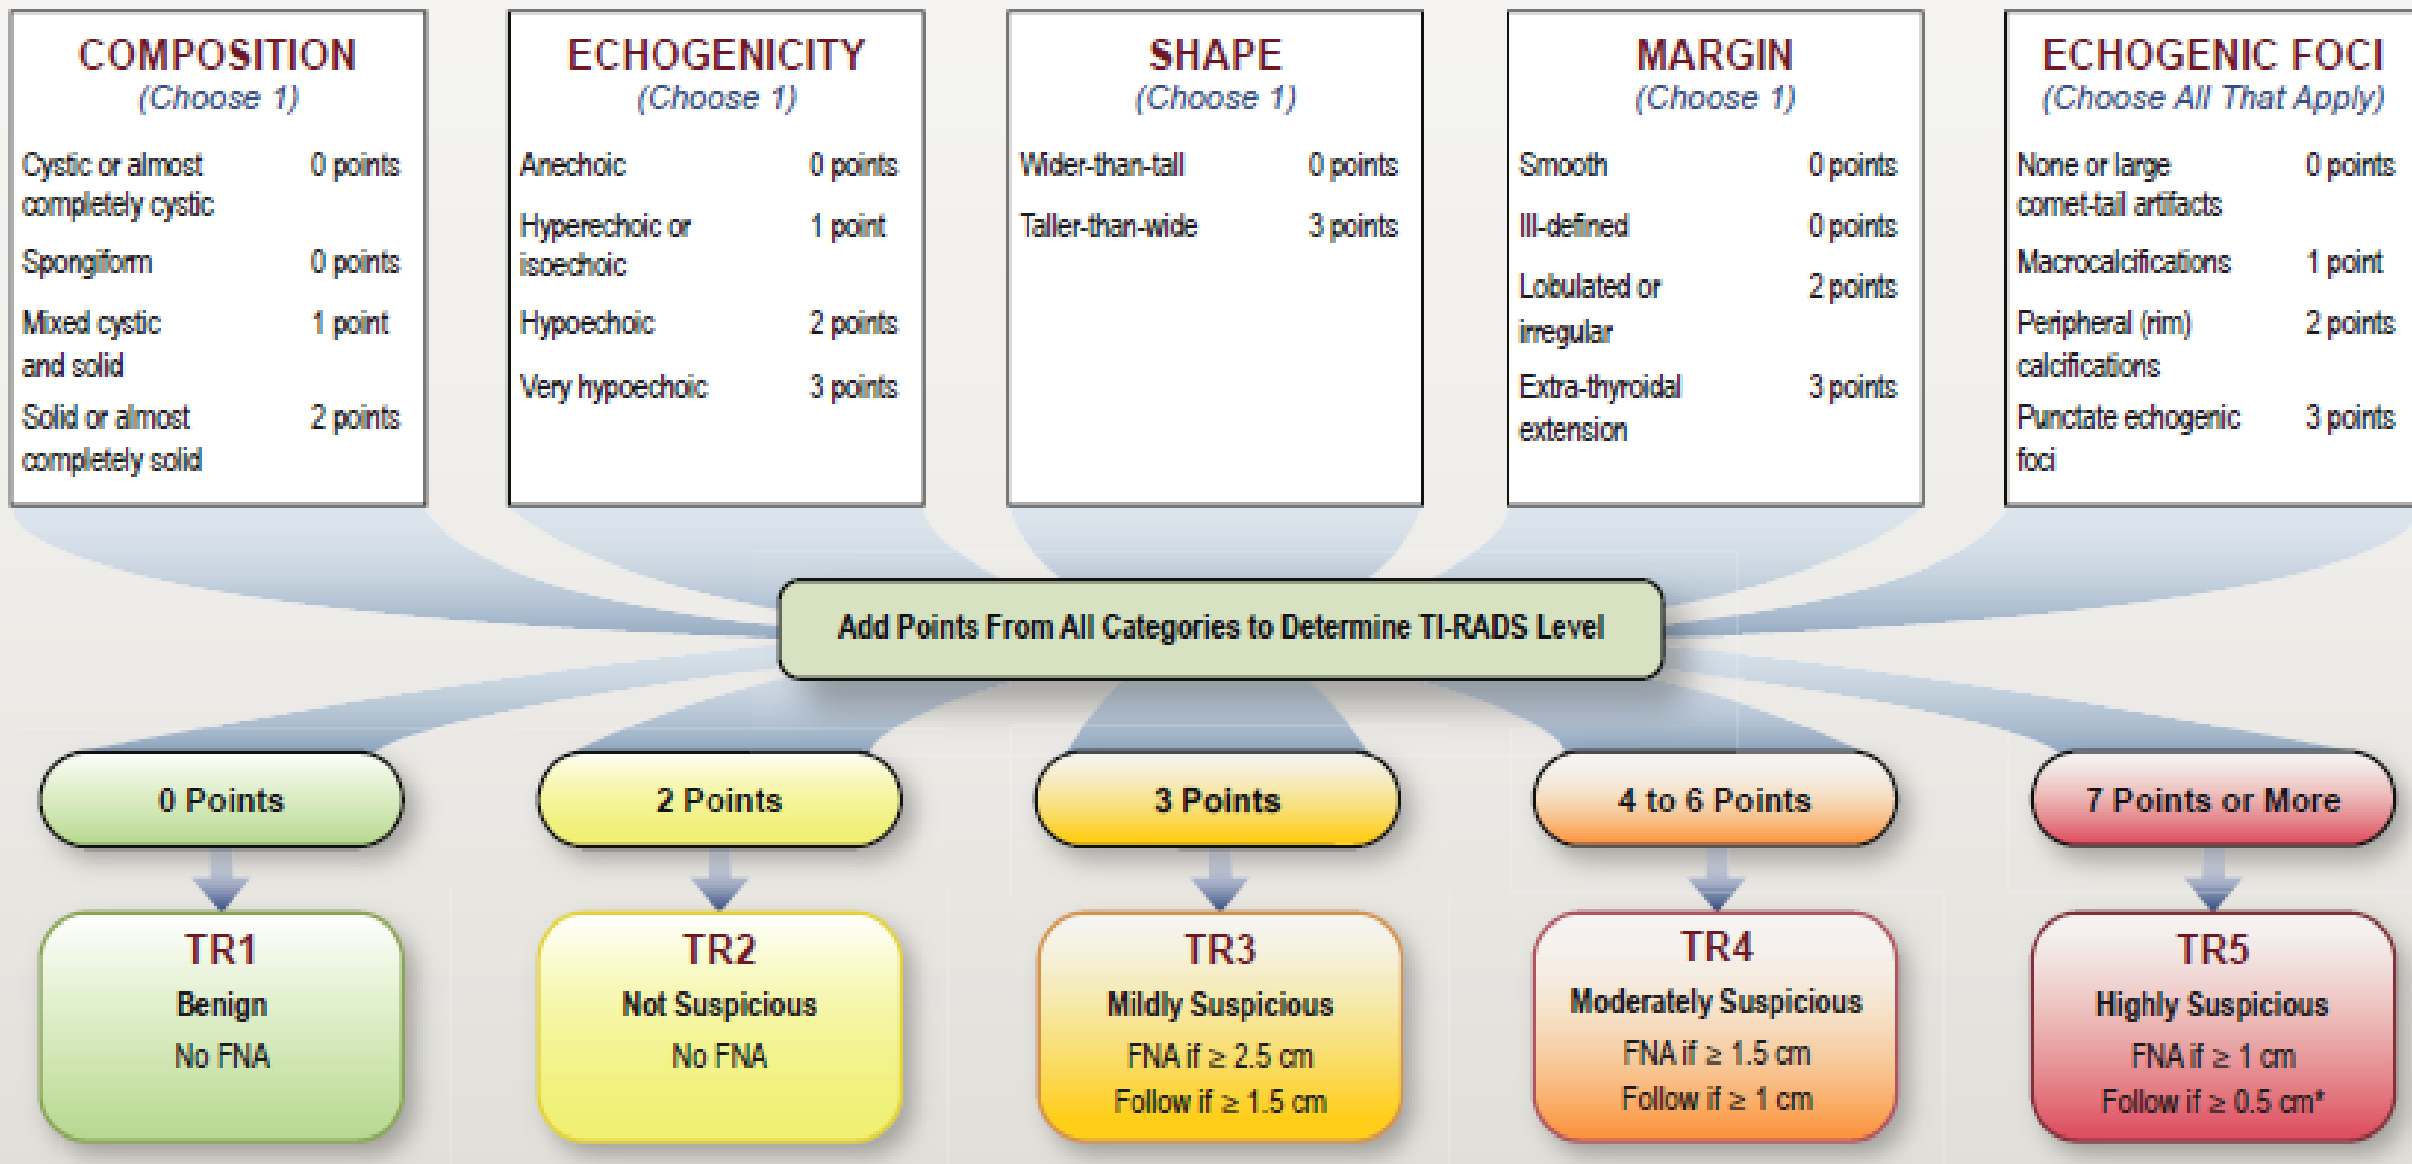 COMPOSITION
(Choose 1)
Cystic or almost 0 points
completely cystic
Spongiform 0 points
Mixed cystic 1 point
and solid
Solid or almost 2 points
completely solid
ECHOGENICITY
(Choose 1)
Anechoic 0 points
Hyperechoic or 1 point
isoechoic
Hypoechoic 2 points
Very hypoechoic 3 points
SHAPE
(Choose 1)
Wider-than-tall 0 points
Taller-than-wide 3 points
MARGIN
(Choose 1)
Smooth 0 points
Ill-defined 0 points
Lobulated or 2 points
irregular
Extra-thyroidal 3 points
extension
ECHOGENIC FOCI
(Choose All That Apply)
None or large 0 points
comet-tail artifacts
Macrocalcifications 1 point
Peripheral (rim) 2 points
calcifications
Punctate echogenic 3 points
foci
Add Points From All Categories to Determine TI-RADS Level
0 Points
2 Points
3 Points
4 to 6 Points
7 Points or More
TR1
Benign
No FNA
TR2
Not Suspicious
No FNA
TR3
Mildly Suspicious
FNA if ≥ 2.5 cm
Follow if ≥ 1.5 cm
TR4
Moderately Suspicious
FNA if ≥ 1.5 cm
Follow if ≥ 1 cm
TR5
Highly Suspicious
FNA if ≥ 1 cm
Follow if ≥ 0.5 cm*